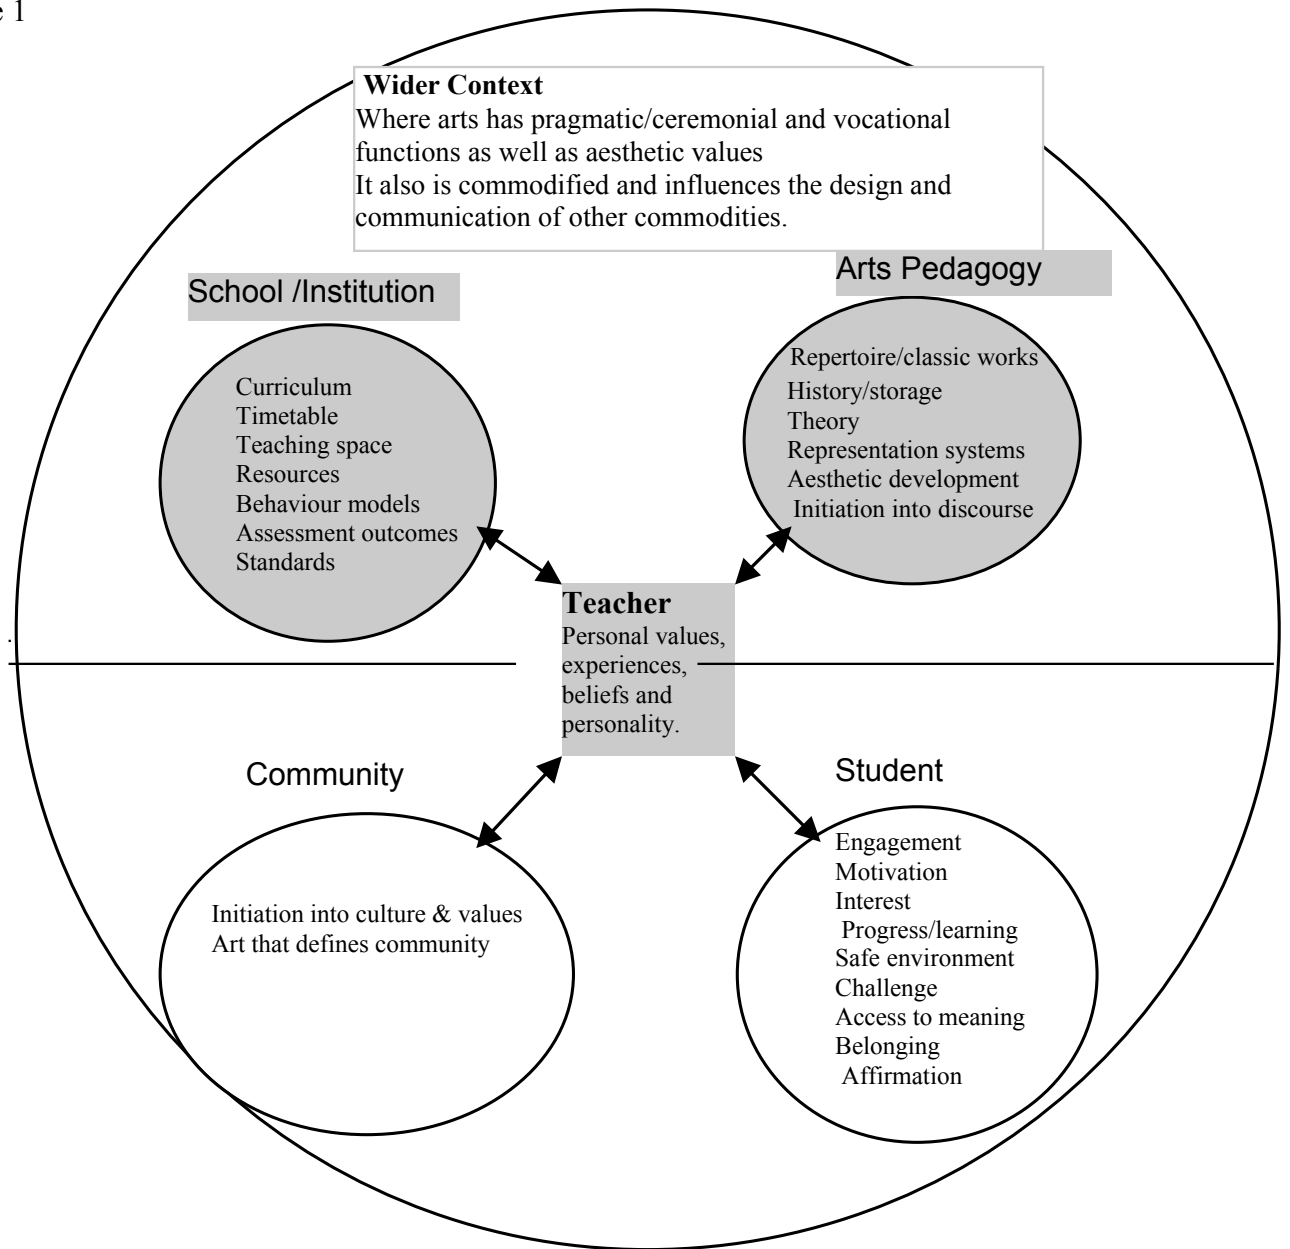 e 1
Wider Context
Where arts has pragmatic/ceremonial and vocational
functions as well as aesthetic values
It also is commodified and influences the design and
communication of other commodities.
School /Institution
Curriculum
Timetable
Teaching space
Resources
Behaviour models
Assessment outcomes
Standards
Arts Pedagogy
Repertoire/classic works
History/storage
Theory
Representation systems
Aesthetic development
Initiation into discourse
Teacher
Personal values,
experiences,
beliefs and
personality.
Community
Initiation into culture & values
Art that defines community
Student
Engagement
Motivation
Interest
Progress/learning
Safe environment
Challenge
Access to meaning
Belonging
Affirmation